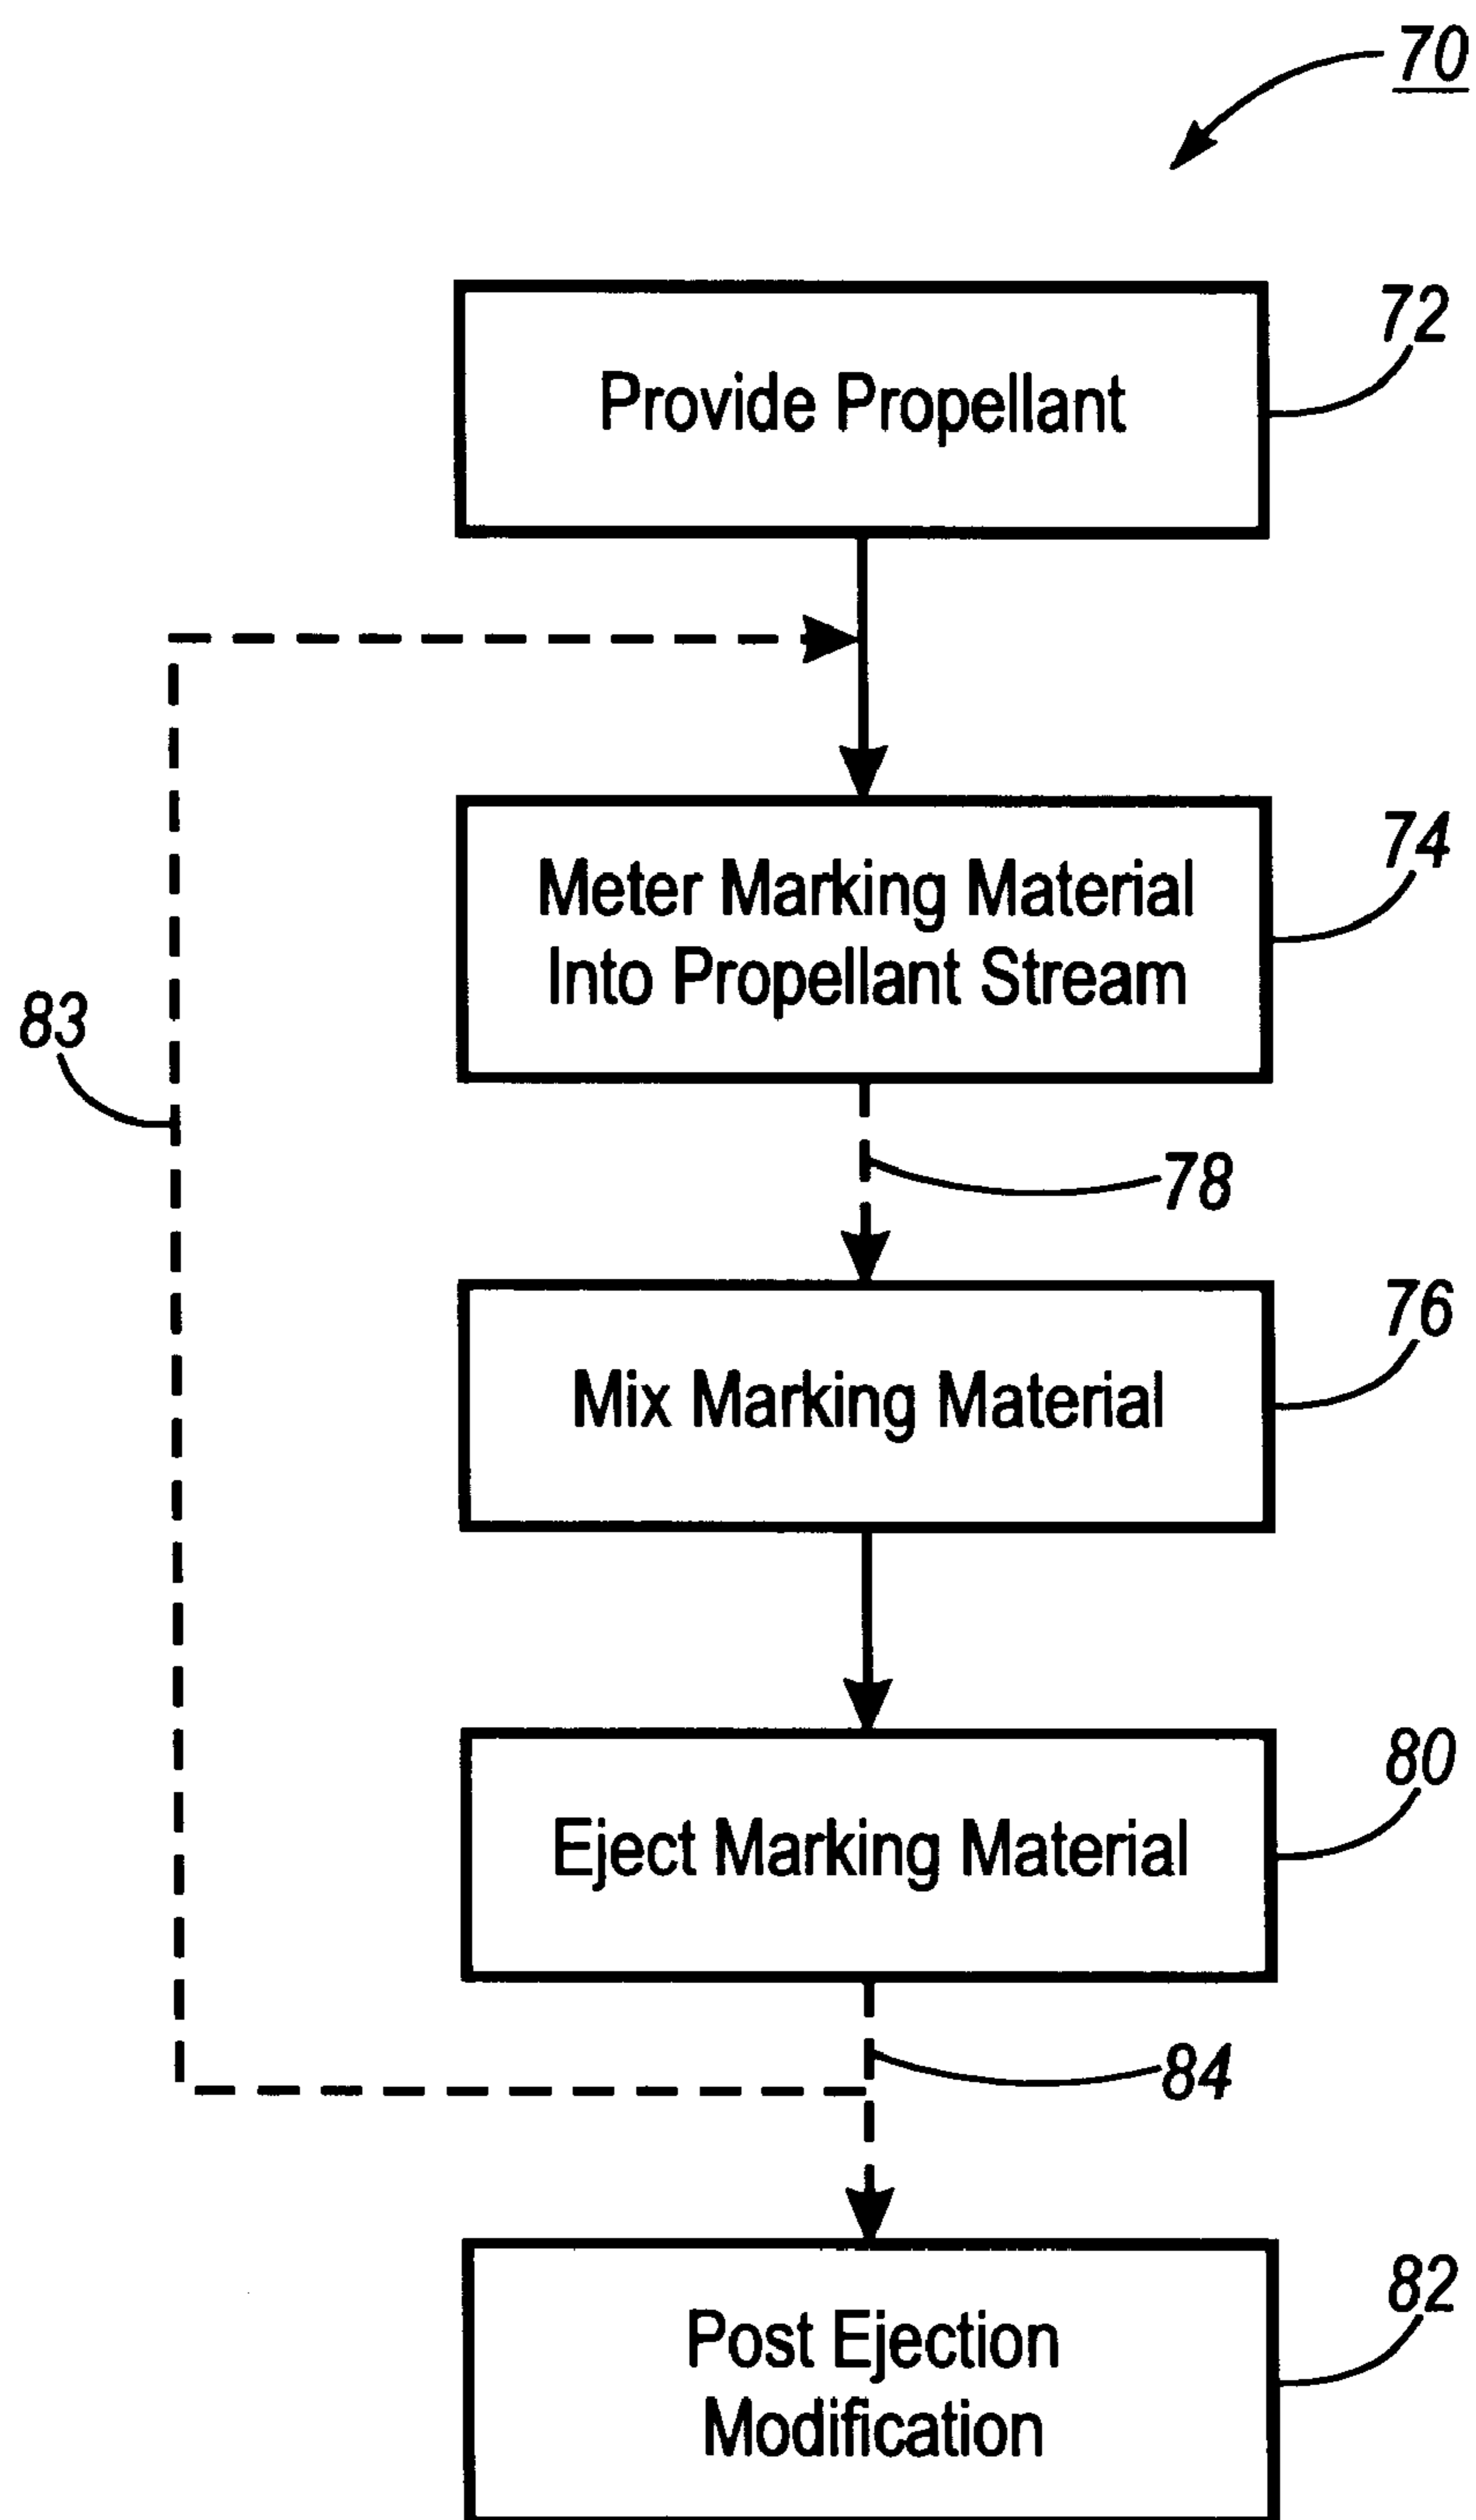 70
72
Provide Propellant
74
Meter Marking Material
Into Propellant Stream
83
78
76
Mix Marking Material
80
Eject Marking Material
84
82
Post Ejection
Modification